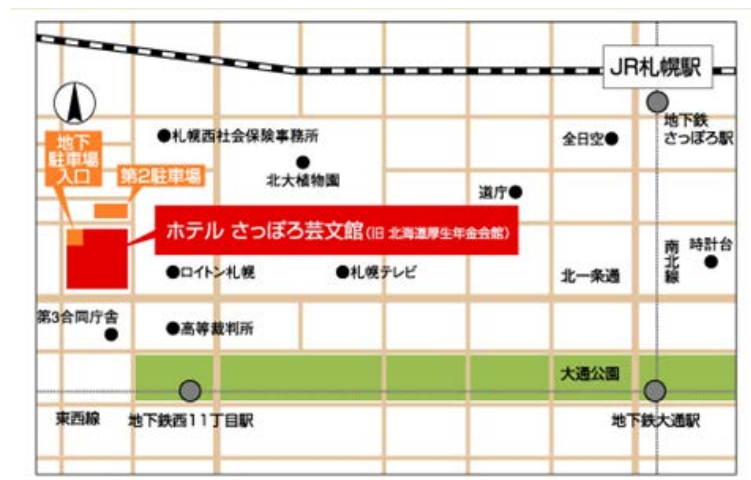 JR札幌駅
地下鉄
さっぽろ駅
地下
駐車場
入口
●札幌西社会保険事務所
全日空●
北大植物園
第2駐車場
道庁●
ホテル さっぽろ芸文館(旧 北海道厚生年金会館)
南北線
時計台
●ロイトン札幌
●札幌テレビ
北一条通
第3合同庁舎
●高等裁判所
大通公園
東西線
地下鉄西11丁目駅
地下鉄大通駅